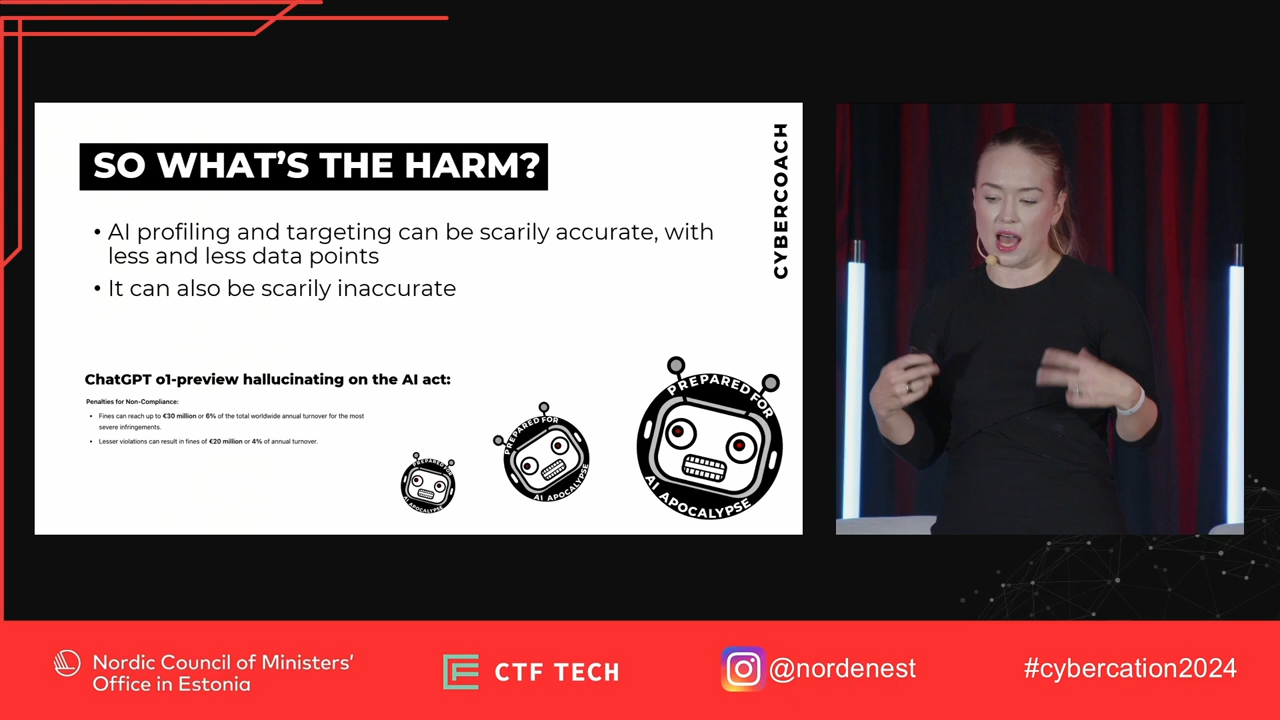 SO WHAT'S THE HARM?
CYBERCOACH
• AI profiling and targeting can be scarily accurate, with
less and less data points
• It can also be scarily inaccurate
ChatGPT o1-preview hallucinating on the AI act:
Penalties for Non-Compliance:
• Fines can reach up to €30 million or 6% of the total worldwide annual turnover for the most
severe infringements.
• Lesser violations can result in fines of €20 million or 4% of annual turnover.
PREPARED FOR
AI APOCALYPSE
PREPARED FOR
AI APOCALYPSE
PREPARED FOR
AI APOCALYPSE
Nordic Council of Ministers'
Office in Estonia
CTF TECH
@nordenest
#cybercation2024